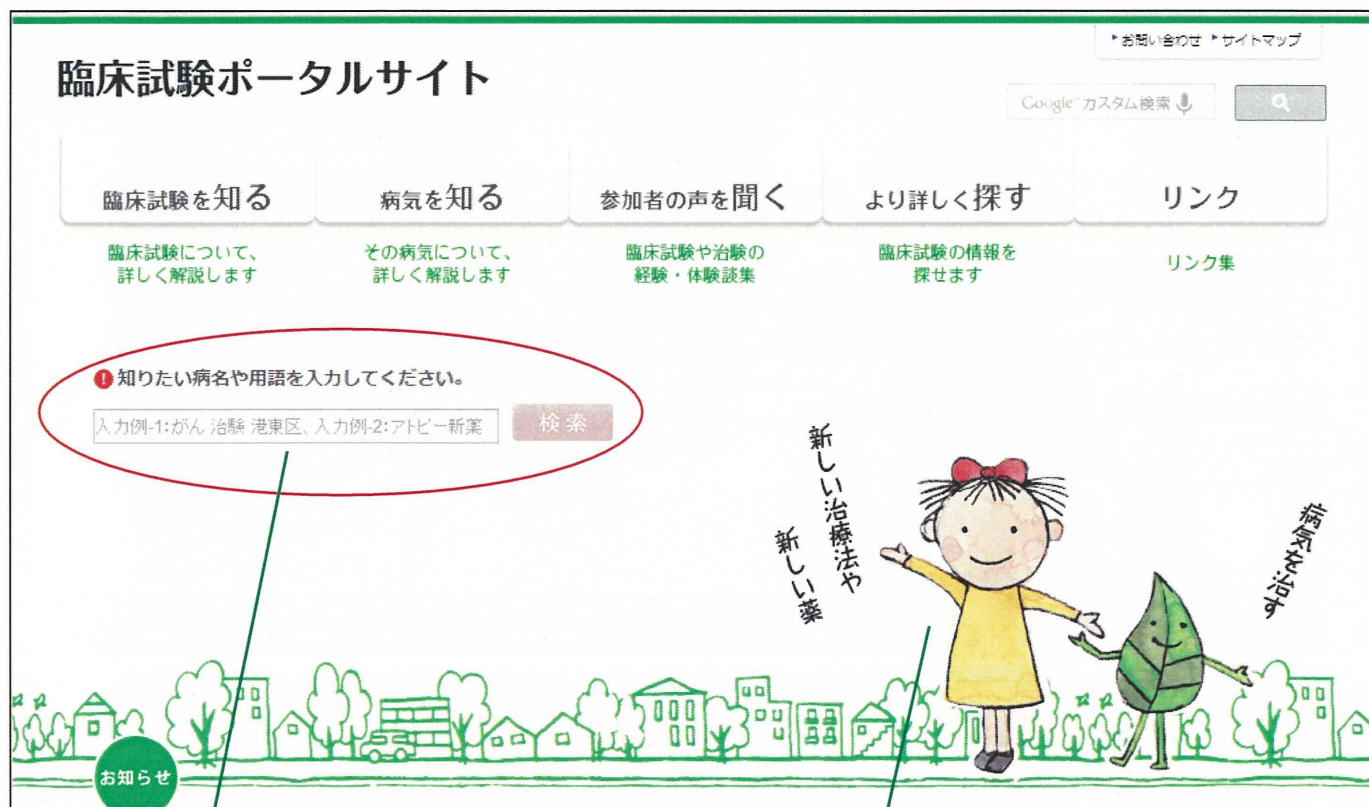 お問い合わせ サイトマップ
臨床試験ポータルサイト
Google カスタム検索
臨床試験を知る
病気を知る
参加者の声を聞く
より詳しく探す
リンク
臨床試験について、
詳しく解説します
その病気について、
詳しく解説します
臨床試験や治験の
経験・体験談集
臨床試験の情報を
探せます
リンク集
知りたい病名や用語を入力してください。
入力例-1:がん 治験 港東区、入力例-2:アトピー新薬
検索
新しい治療法や
新しい薬
病気を治す
お知らせ